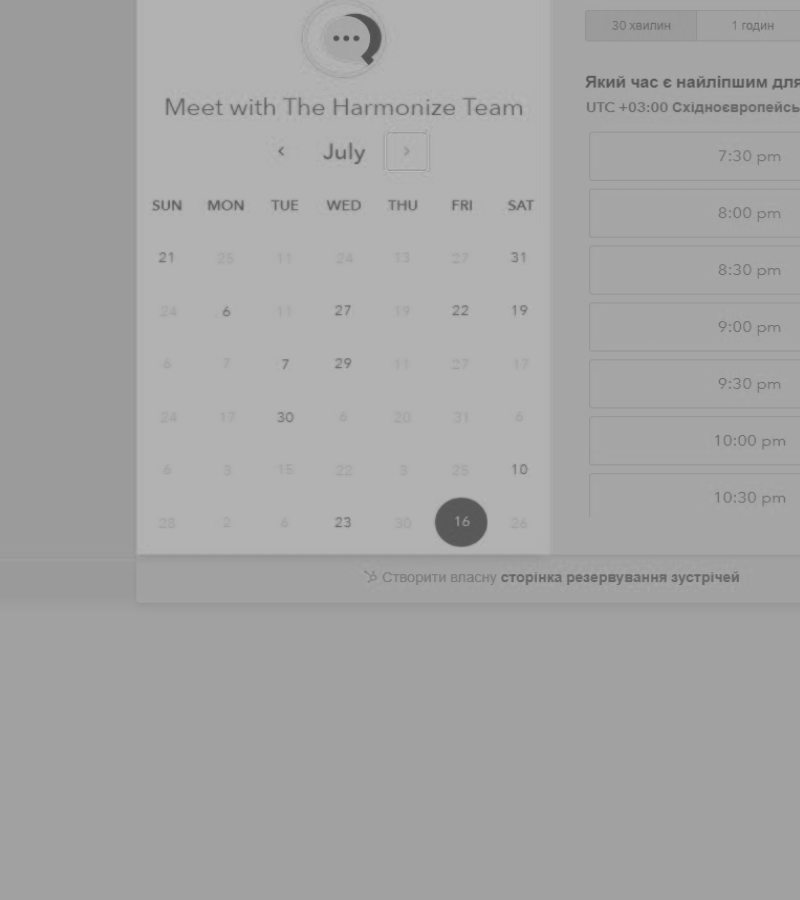 30 хвилин 1 годин
Який час є найліпшим для
Meet with The Harmonize Team
UTC +03:00 Східноєвропейсь
July
7:30 pm
SUN MON TUE WED THU FRI SAT
8:00 pm
21 25 11 24 13 27 31
8:30 pm
24 6 11 27 19 22 19
9:00 pm
6 7 7 29 11 27 17
9:30 pm
24 17 30 6 20 31 6
10:00 pm
6 3 15 22 3 25 10
10:30 pm
28 2 6 23 30 16 26
Створити власну сторінка резервування зустрічей